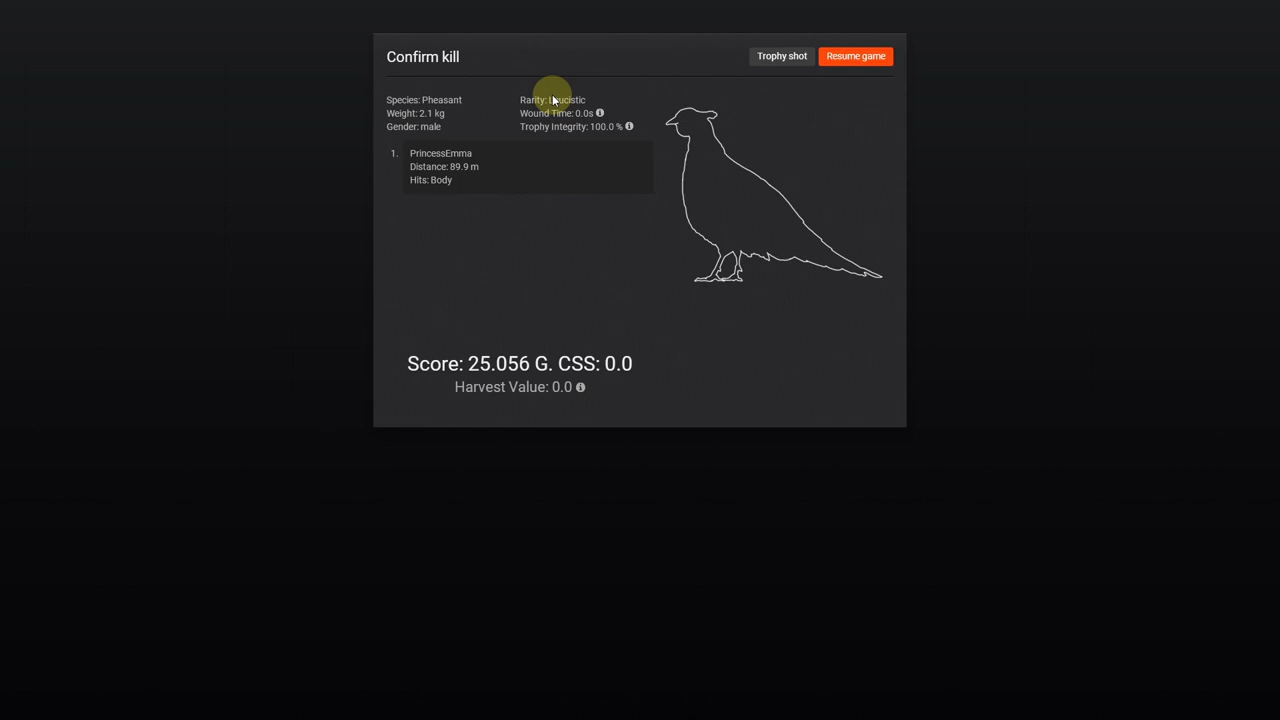 Confirm kill
Trophy shot
Resume game
Species: Pheasant
Weight: 2.1 kg
Gender: male
Rarity: Leucistic
Wound Time: 0.0s
Trophy Integrity: 100.0 %
1.
PrincessEmma
Distance: 89.9 m
Hits: Body
Score: 25.056 G. CSS: 0.0
Harvest Value: 0.0